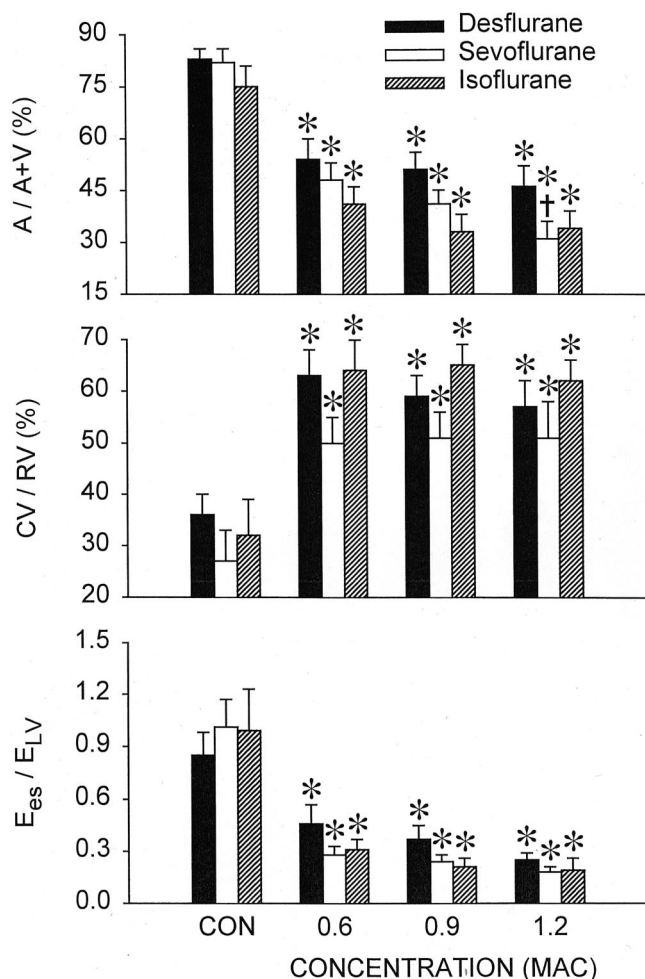 Desflurane
Sevoflurane
Isoflurane
A / A+V (%)
90
75
60
45
30
15
* * *
* * *
* * † *
CV / RV (%)
70
60
50
40
30
20
* * *
* * *
* * *
E_es / E_LV
1.5
1.2
0.9
0.6
0.3
0.0
* * *
* * *
* * *
CON 0.6 0.9 1.2
CONCENTRATION (MAC)